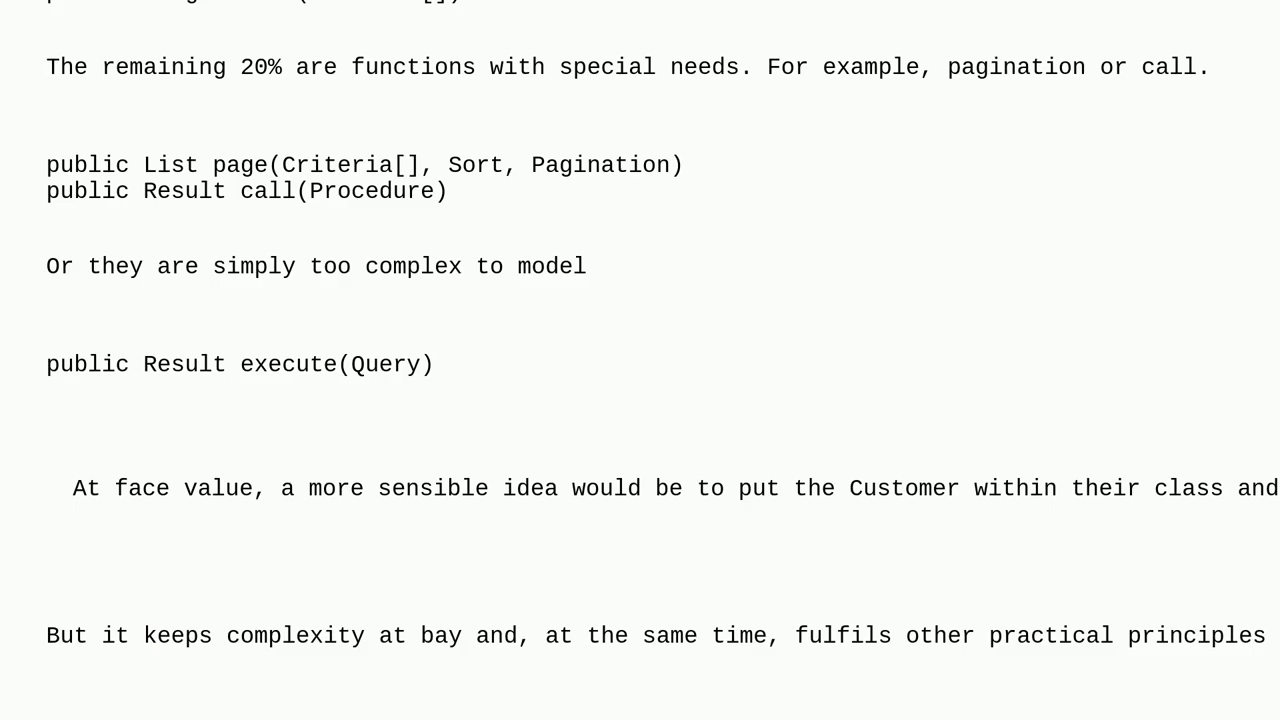 The remaining 20% are functions with special needs. For example, pagination or call.
public List page(Criteria[], Sort, Pagination)
public Result call(Procedure)
Or they are simply too complex to model
public Result execute(Query)
At face value, a more sensible idea would be to put the Customer within their class and
But it keeps complexity at bay and, at the same time, fulfils other practical principles